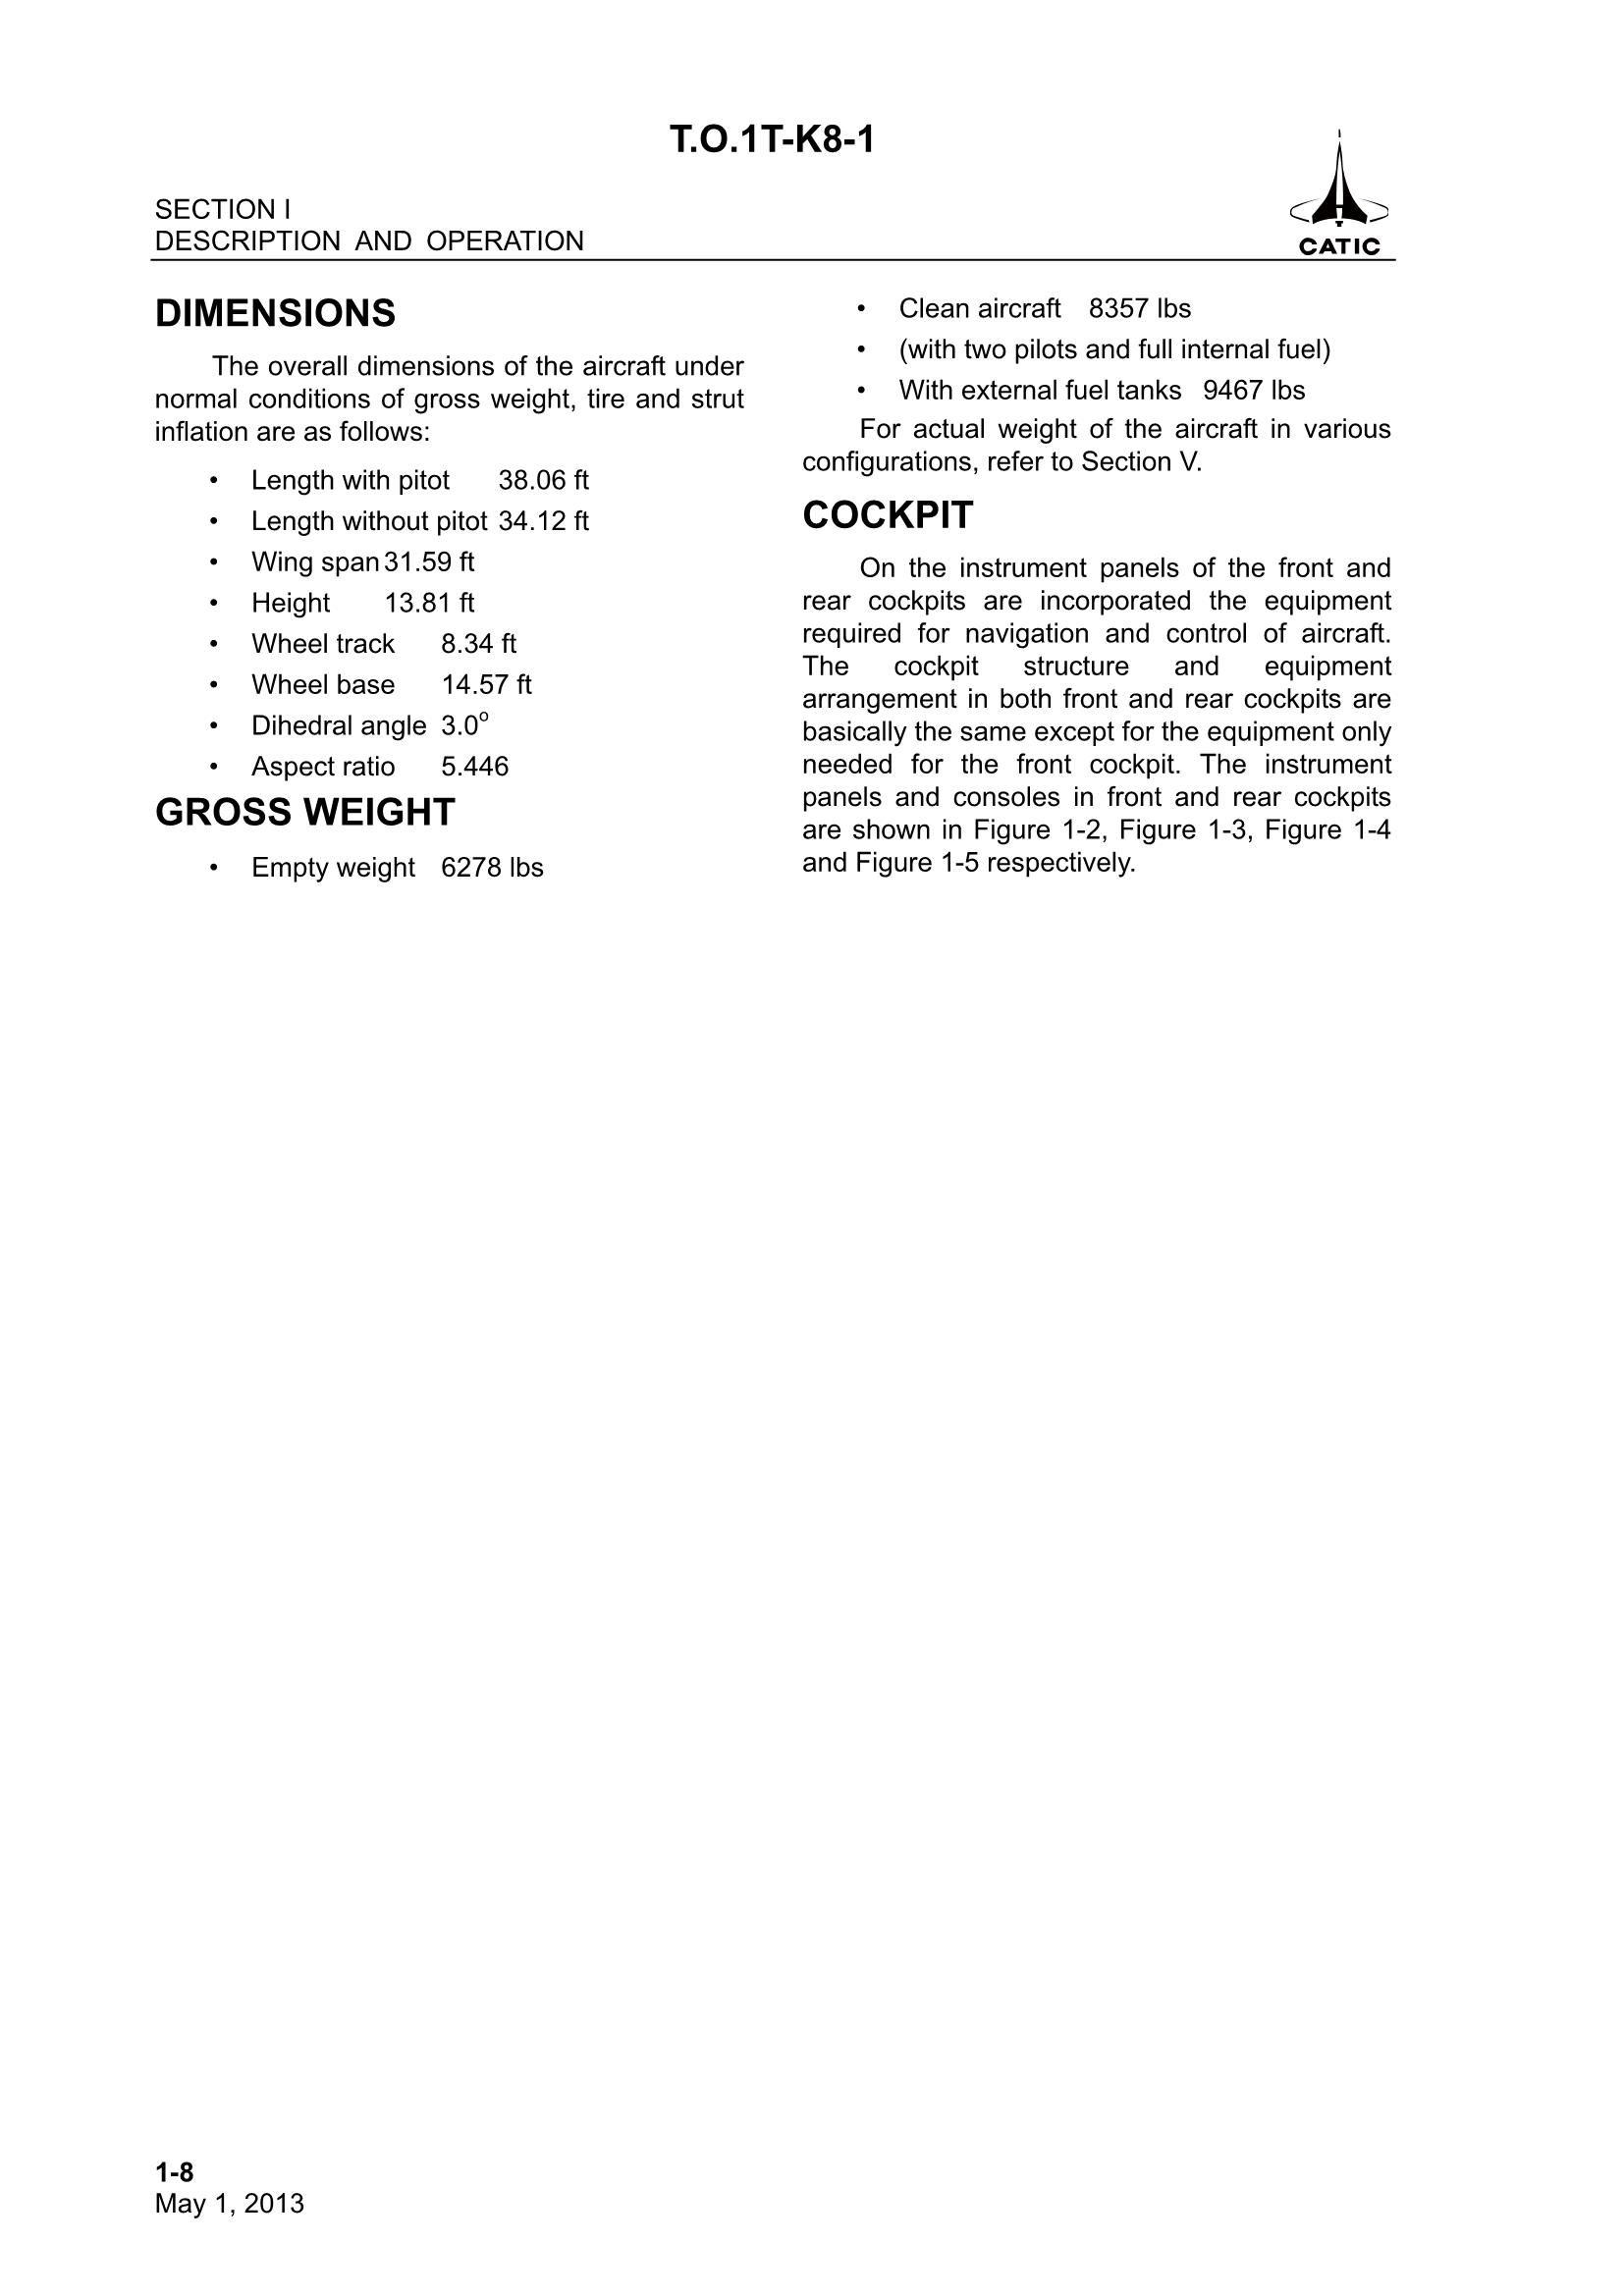 T.O.1T-K8-1
SECTION I
DESCRIPTION AND OPERATION
CATIC
DIMENSIONS
The overall dimensions of the aircraft under
normal conditions of gross weight, tire and strut
inflation are as follows:
• Length with pitot 38.06 ft
• Length without pitot 34.12 ft
• Wing span 31.59 ft
• Height 13.81 ft
• Wheel track 8.34 ft
• Wheel base 14.57 ft
• Dihedral angle 3.0°
• Aspect ratio 5.446
GROSS WEIGHT
• Empty weight 6278 lbs
• Clean aircraft 8357 lbs
• (with two pilots and full internal fuel)
• With external fuel tanks 9467 lbs
For actual weight of the aircraft in various
configurations, refer to Section V.
COCKPIT
On the instrument panels of the front and
rear cockpits are incorporated the equipment
required for navigation and control of aircraft.
The cockpit structure and equipment
arrangement in both front and rear cockpits are
basically the same except for the equipment only
needed for the front cockpit. The instrument
panels and consoles in front and rear cockpits
are shown in Figure 1-2, Figure 1-3, Figure 1-4
and Figure 1-5 respectively.
1-8
May 1, 2013